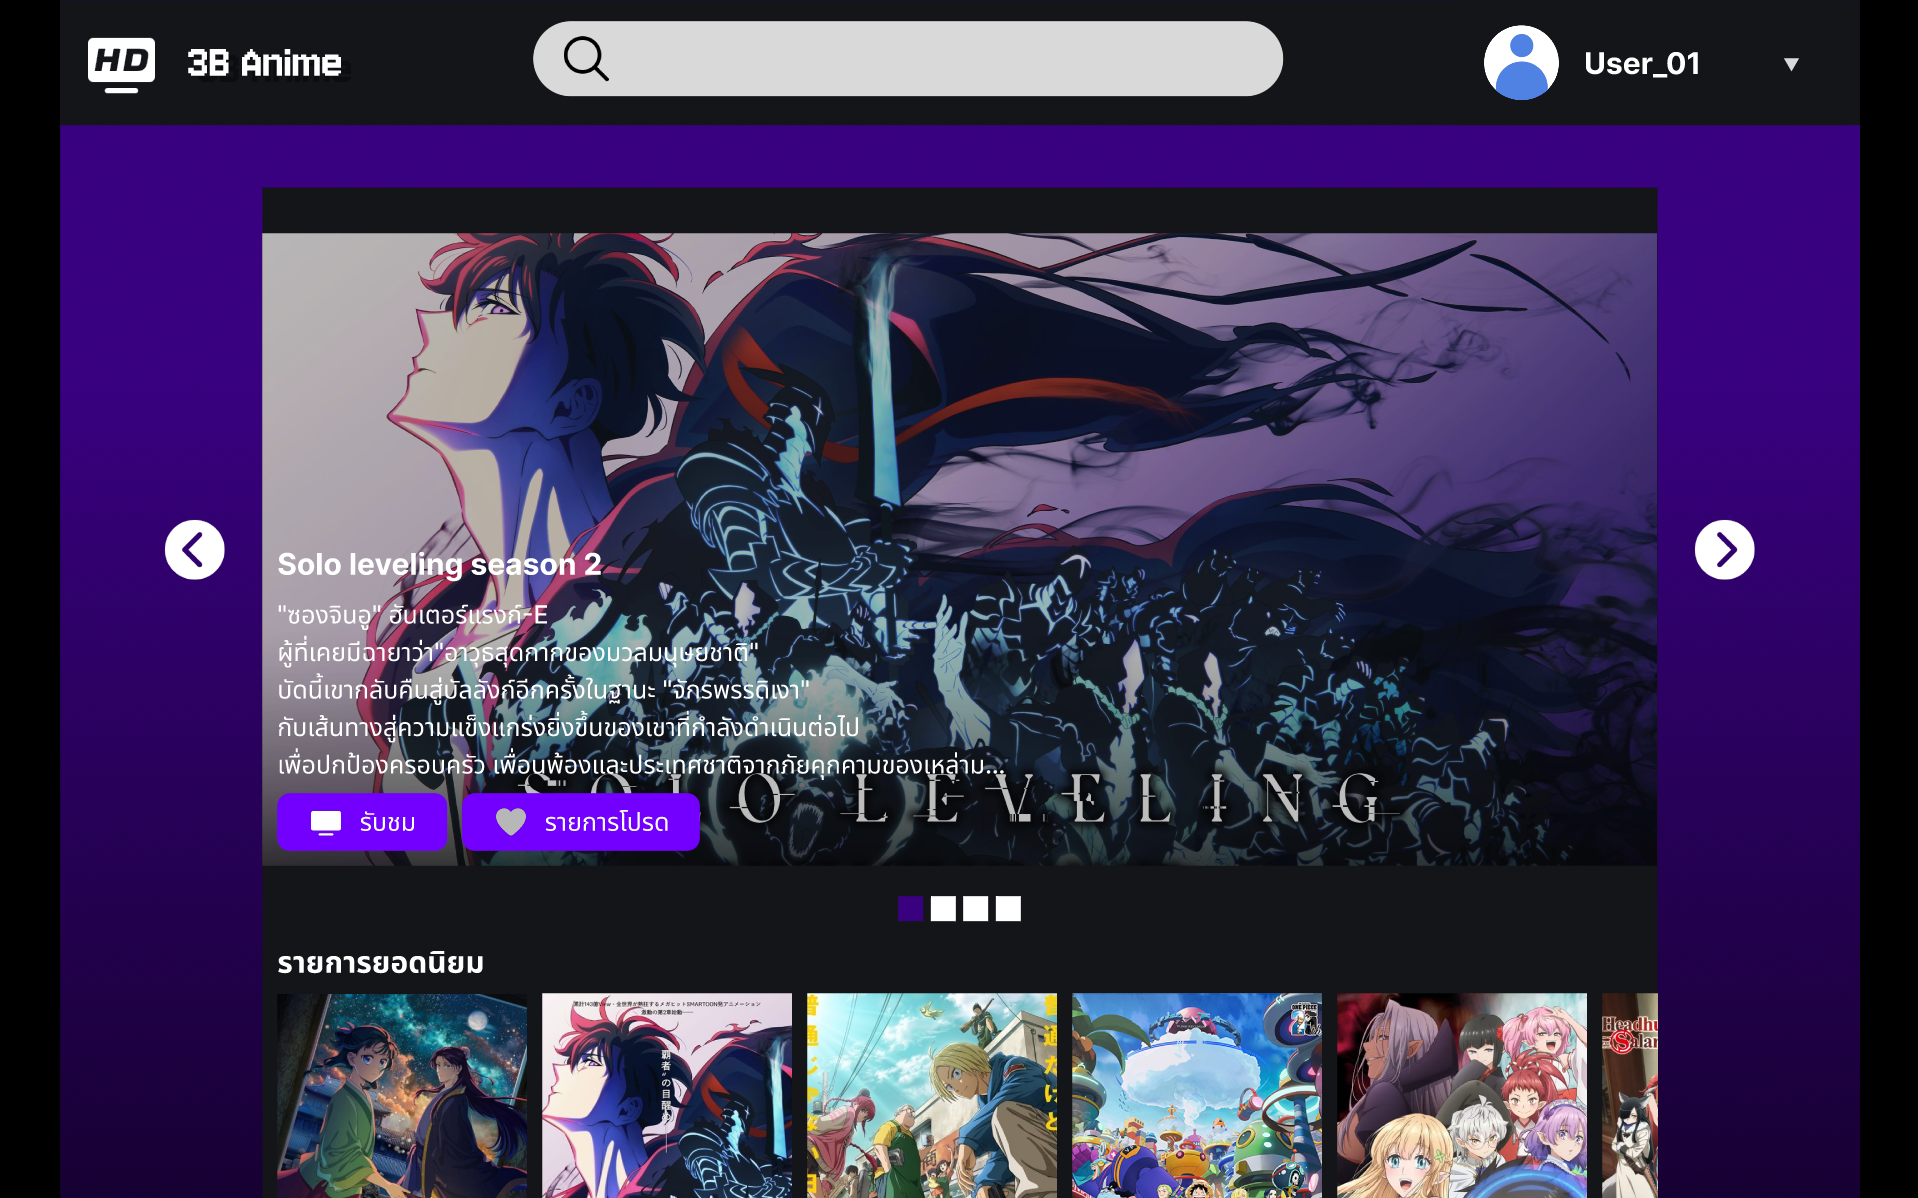 HD
3B Anime
User_01
Solo leveling season 2
"ซองจินอู" ฮันเตอร์แรงก์-E
ผู้ที่เคยมีฉายาว่า"อาวุธสุดกากของมวลมนุษยชาติ"
บัดนี้เขากลับคืนสู่บัลลังก์อีกครั้งในฐานะ "จักรพรรดิเงา"
กับเส้นทางสู่ความแข็งแกร่งยิ่งขึ้นของเขาที่กำลังดำเนินต่อไป
เพื่อปกป้องครอบครัว เพื่อนพ้องและประเทศชาติจากภัยคุกคามของเหล่าม...
SOLO LEVELING
รับชม
รายการโปรด
รายการยอดนิยม
覇者の目醒め
ONE PIECE